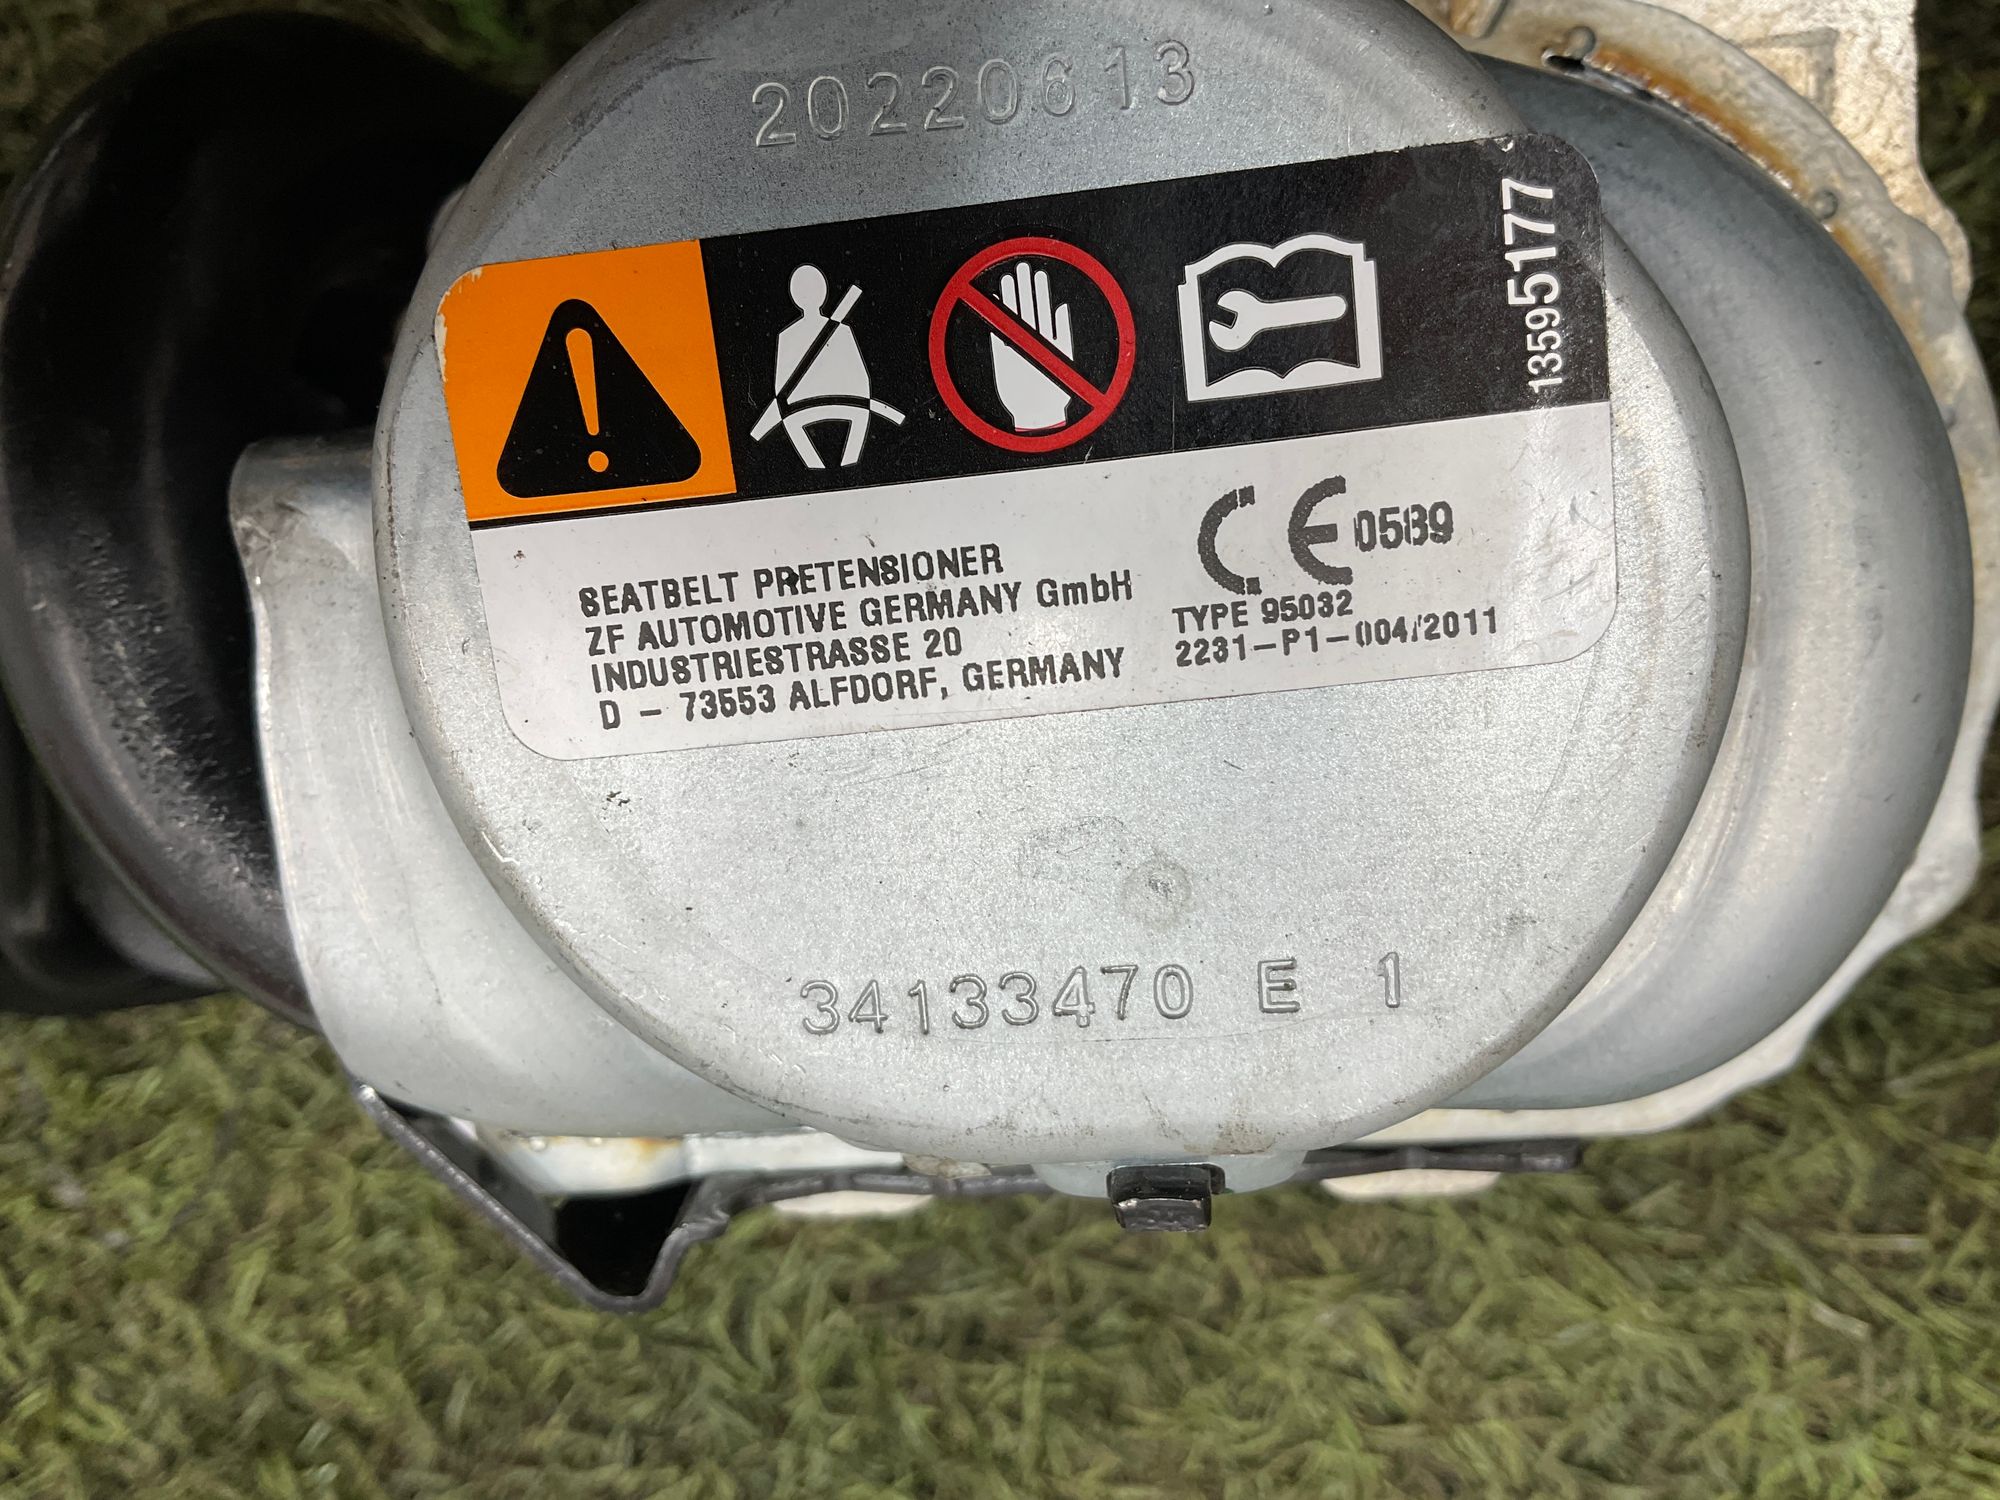 20220613
13595177
SEATBELT PRETENSIONER
ZF AUTOMOTIVE GERMANY GmbH
INDUSTRIESTRASSE 20
D - 73553 ALFDORF, GERMANY
CE 0589
TYPE 95032
2231-P1-004/2011
34133470 E 1